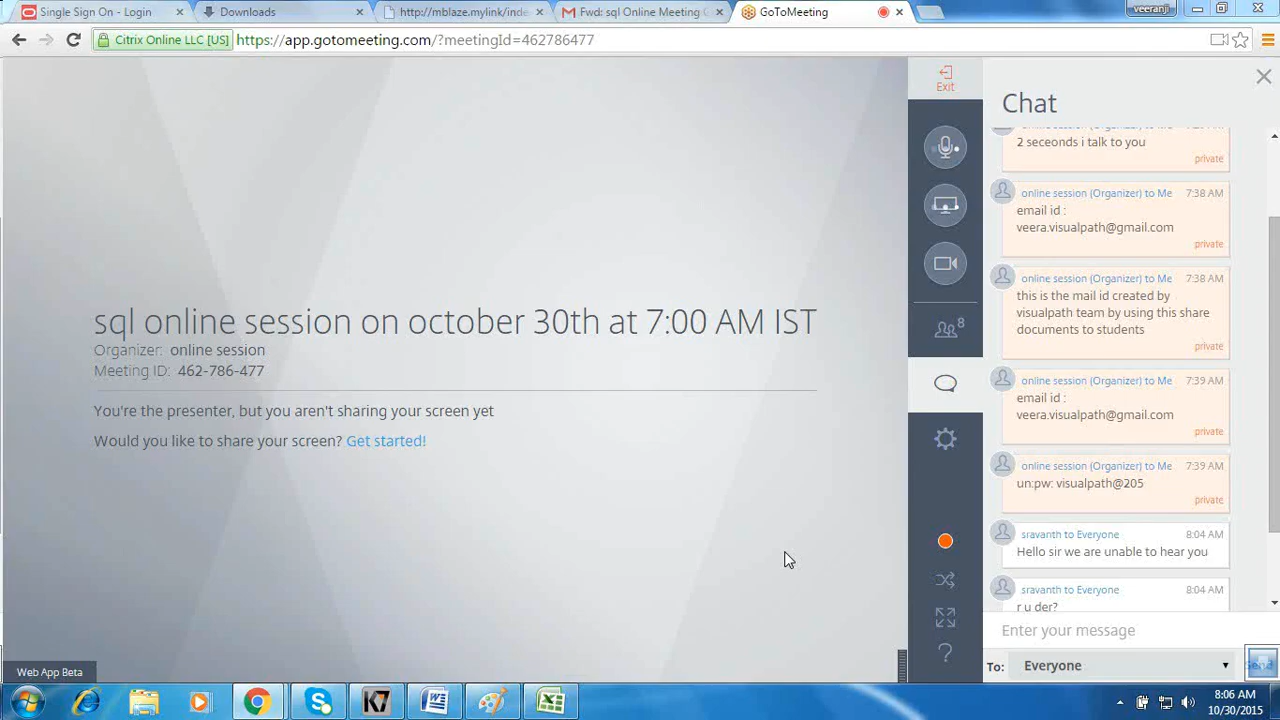 Single Sign On - Login
Downloads
http://mblaze.mylink/inde
Fwd: sql Online Meeting
GoToMeeting
veeranji
Citrix Online LLC [US]
https://app.gotomeeting.com/?meetingId=462786477
sql online session on october 30th at 7:00 AM IST
Organizer: online session
Meeting ID: 462-786-477
You're the presenter, but you aren't sharing your screen yet
Would you like to share your screen? Get started!
Web App Beta
Exit
8
?
Chat
2 seceonds i talk to you
private
online session (Organizer) to Me 7:38 AM
email id :
veera.visualpath@gmail.com
private
online session (Organizer) to Me 7:38 AM
this is the mail id created by
visualpath team by using this share
documents to students
private
online session (Organizer) to Me 7:39 AM
email id :
veera.visualpath@gmail.com
private
online session (Organizer) to Me 7:39 AM
un:pw: visualpath@205
private
sravanth to Everyone 8:04 AM
Hello sir we are unable to hear you
sravanth to Everyone 8:04 AM
r u der?
Enter your message
To: Everyone
Send
K7
8:06 AM
10/30/2015